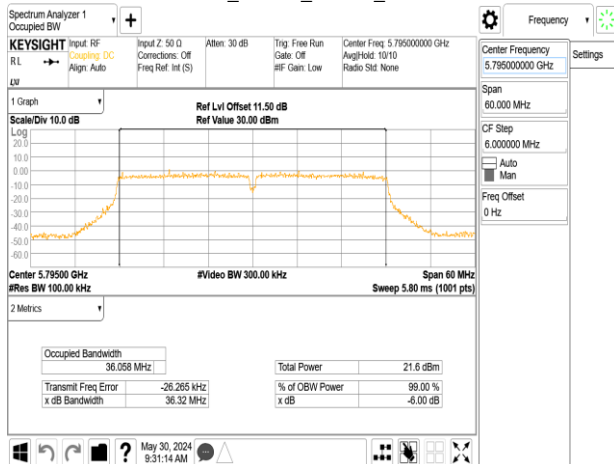 Spectrum Analyzer 1
Occupied BW
Frequency
KEYSIGHT
RL
LXI
Input: RF
Coupling: DC
Align: Auto
Input Z: 50 Ω
Corrections: Off
Freq Ref: Int (S)
Atten: 30 dB
Trig: Free Run
Gate: Off
#IF Gain: Low
Center Freq: 5.795000000 GHz
Avg|Hold: 10/10
Radio Std: None
Center Frequency
5.795000000 GHz
Settings
Span
60.000 MHz
CF Step
6.000000 MHz
Auto
Man
Freq Offset
0 Hz
1 Graph
Scale/Div 10.0 dB
Ref Lvl Offset 11.50 dB
Ref Value 30.00 dBm
Log
20.0
10.0
0.00
-10.0
-20.0
-30.0
-40.0
-50.0
-60.0
Center 5.79500 GHz
#Res BW 100.00 kHz
#Video BW 300.00 kHz
Span 60 MHz
Sweep 5.80 ms (1001 pts)
2 Metrics
Occupied Bandwidth
36.058 MHz
Total Power 21.6 dBm
Transmit Freq Error -26.265 kHz
% of OBW Power 99.00 %
x dB Bandwidth 36.32 MHz
x dB -6.00 dB
May 30, 2024
9:31:14 AM